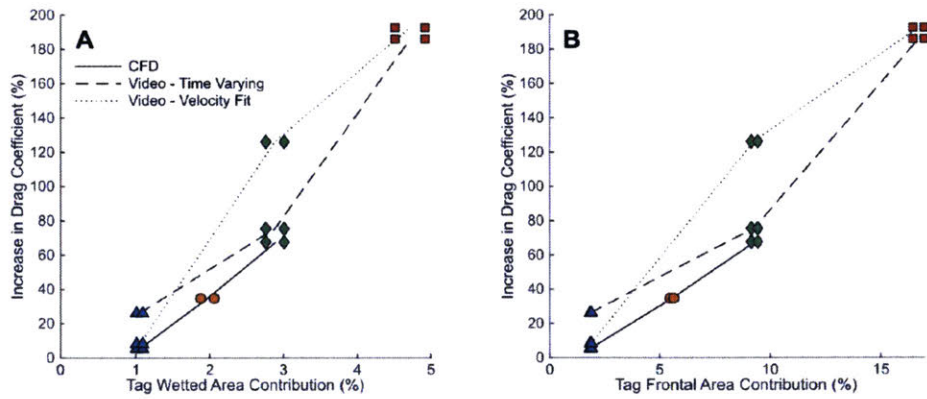 A
CFD
Video - Time Varying
Video - Velocity Fit
Increase in Drag Coefficient (%)
200
180
160
140
120
100
80
60
40
20
0
0 1 2 3 4 5
Tag Wetted Area Contribution (%)
B
Increase in Drag Coefficient (%)
200
180
160
140
120
100
80
60
40
20
0
0 5 10 15
Tag Frontal Area Contribution (%)